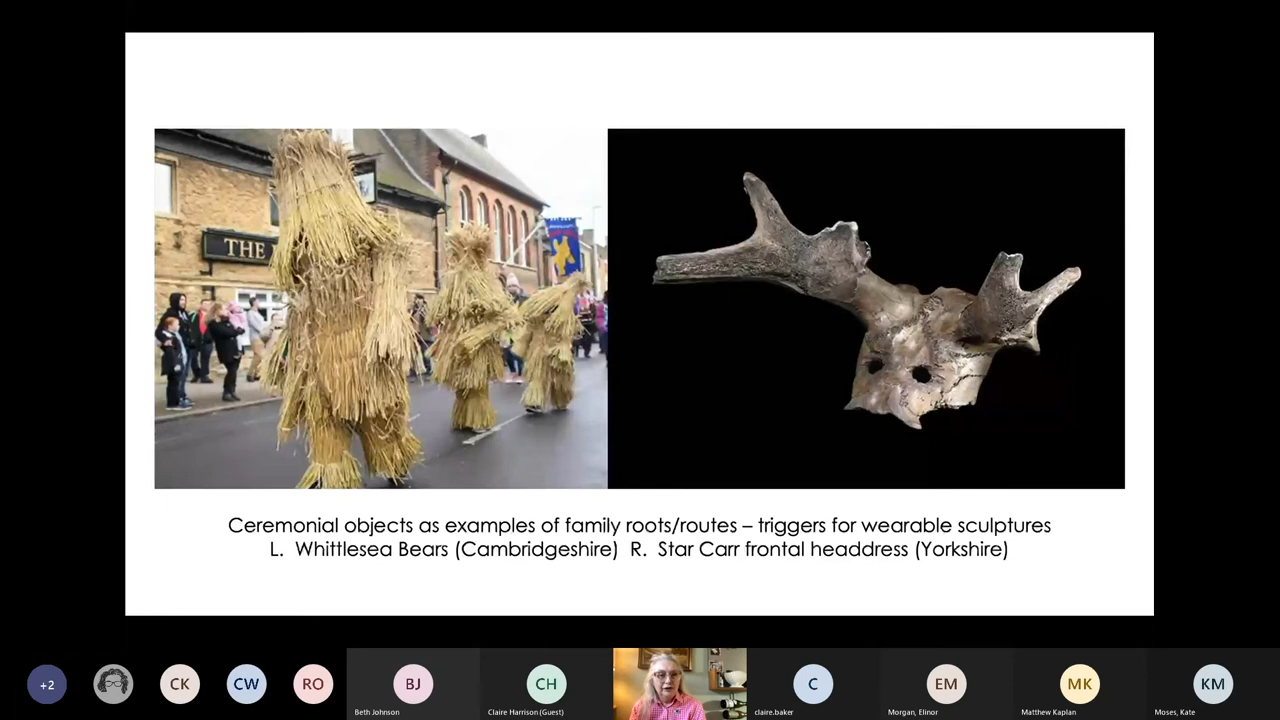 THE
Ceremonial objects as examples of family roots/routes – triggers for wearable sculptures
L. Whittlesea Bears (Cambridgeshire) R. Star Carr frontal headdress (Yorkshire)
+2
CK
CW
RO
BJ
CH
C
EM
MK
KM
Beth Johnson
Claire Harrison (Guest)
claire.baker
Morgan, Elinor
Matthew Kaplan
Moses, Kate